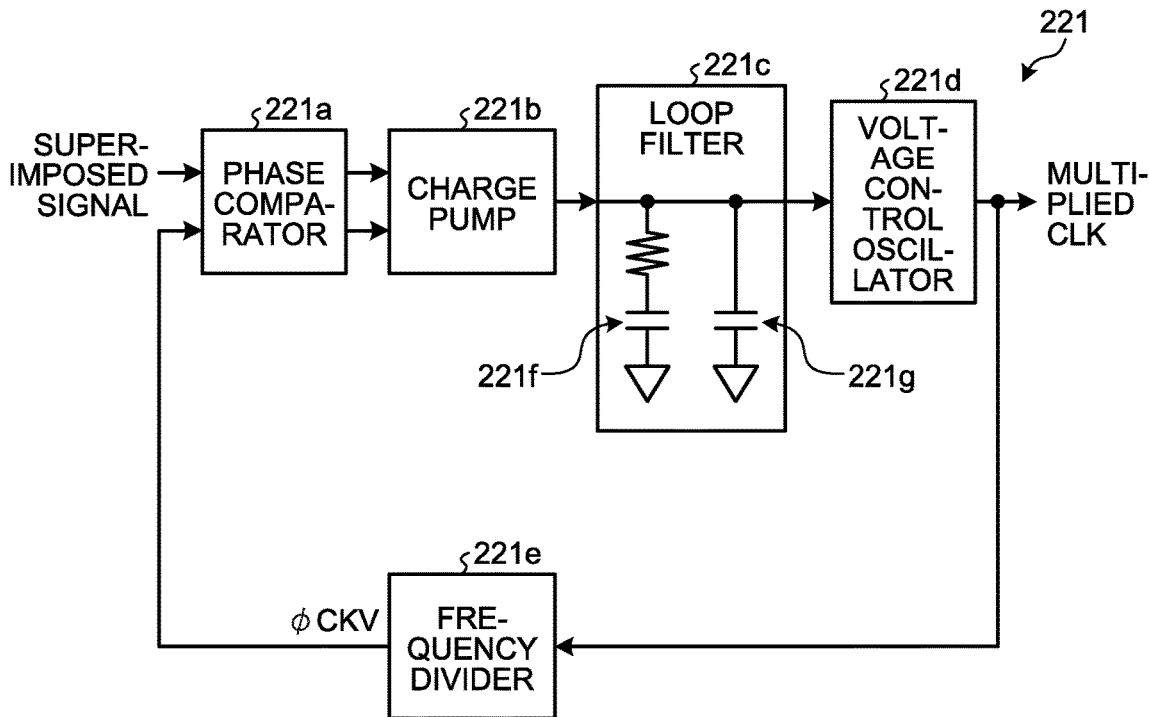 221
221c
221d
221a
221b
LOOP
FILTER
VOLT-
AGE
CON-
TROL
OSCIL-
LATOR
SUPER-
IMPOSED
SIGNAL
PHASE
COMPA-
RATOR
CHARGE
PUMP
MULTI-
PLIED
CLK
221f
221g
221e
ϕ CKV
FRE-
QUENCY
DIVIDER